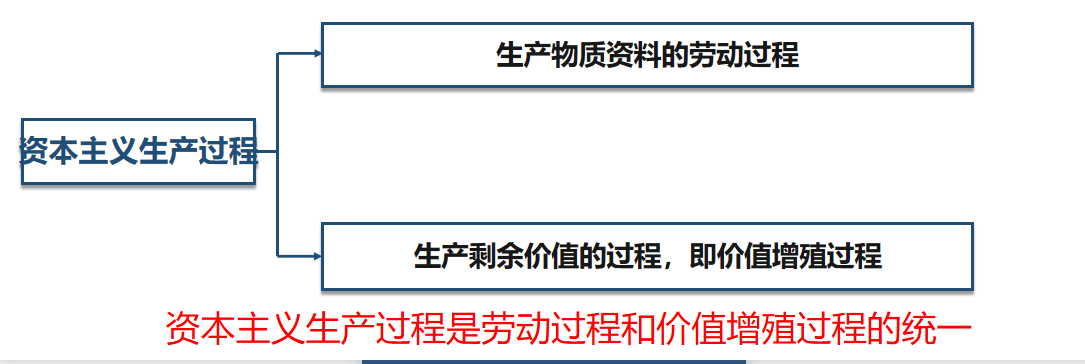 生产物质资料的劳动过程
资本主义生产过程
生产剩余价值的过程，即价值增殖过程
资本主义生产过程是劳动过程和价值增殖过程的统一